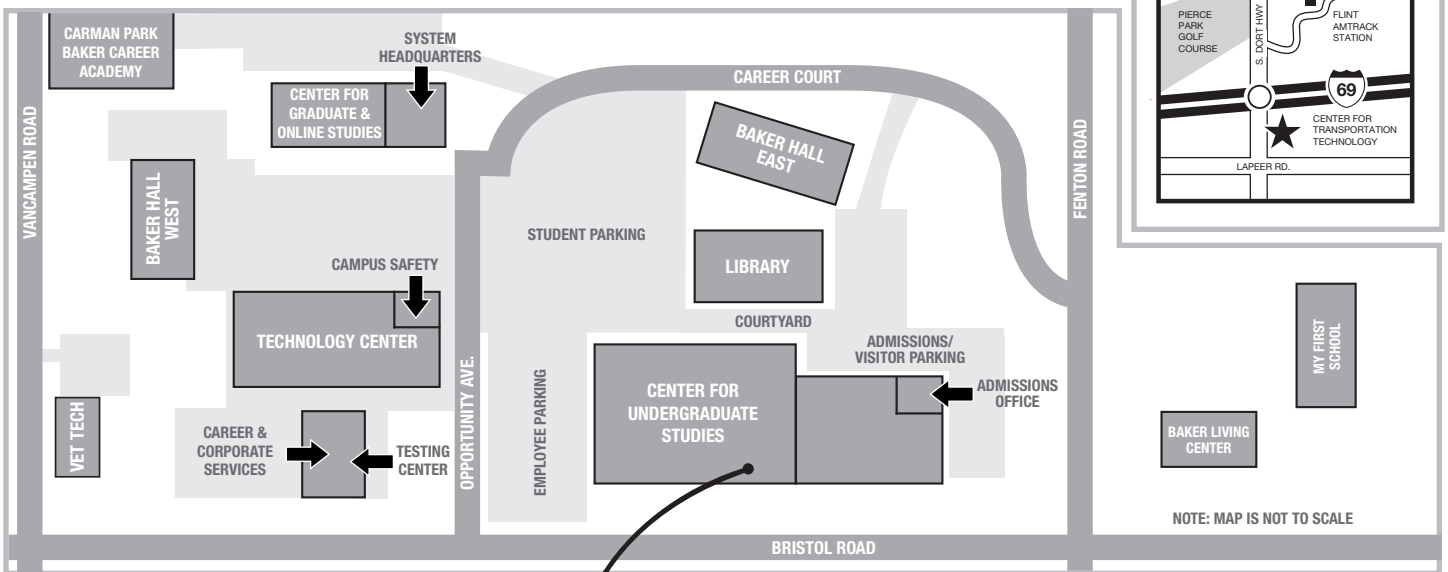 CARMAN PARK
BAKER CAREER
ACADEMY
SYSTEM
HEADQUARTERS
CENTER FOR
GRADUATE &
ONLINE STUDIES
CAREER COURT
BAKER HALL
EAST
VANCAMPEN ROAD
BAKER HALL
WEST
STUDENT PARKING
LIBRARY
FENTON ROAD
CAMPUS SAFETY
TECHNOLOGY CENTER
COURTYARD
ADMISSIONS/
VISITOR PARKING
OPPORTUNITY AVE.
EMPLOYEE PARKING
CENTER FOR
UNDERGRADUATE
STUDIES
ADMISSIONS
OFFICE
VET TECH
CAREER &
CORPORATE
SERVICES
TESTING
CENTER
BRISTOL ROAD
PIERCE
PARK
GOLF
COURSE
S. DORT HWY
FLINT
AMTRACK
STATION
69
CENTER FOR
TRANSPORTATION
TECHNOLOGY
LAPEER RD.
MY FIRST
SCHOOL
BAKER LIVING
CENTER
NOTE: MAP IS NOT TO SCALE